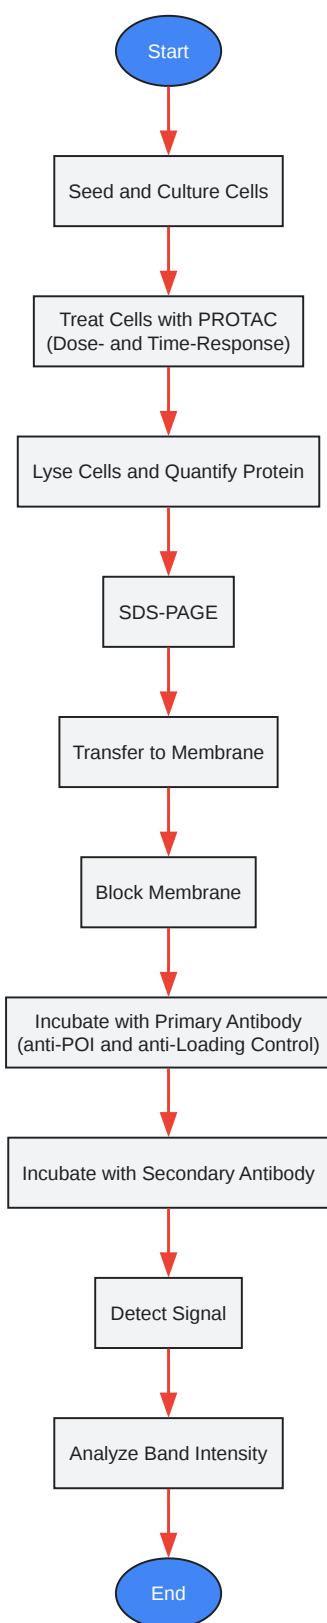 Start
Seed and Culture Cells
Treat Cells with PROTAC
(Dose- and Time-Response)
Lyse Cells and Quantify Protein
SDS-PAGE
Transfer to Membrane
Block Membrane
Incubate with Primary Antibody
(anti-POI and anti-Loading Control)
Incubate with Secondary Antibody
Detect Signal
Analyze Band Intensity
End